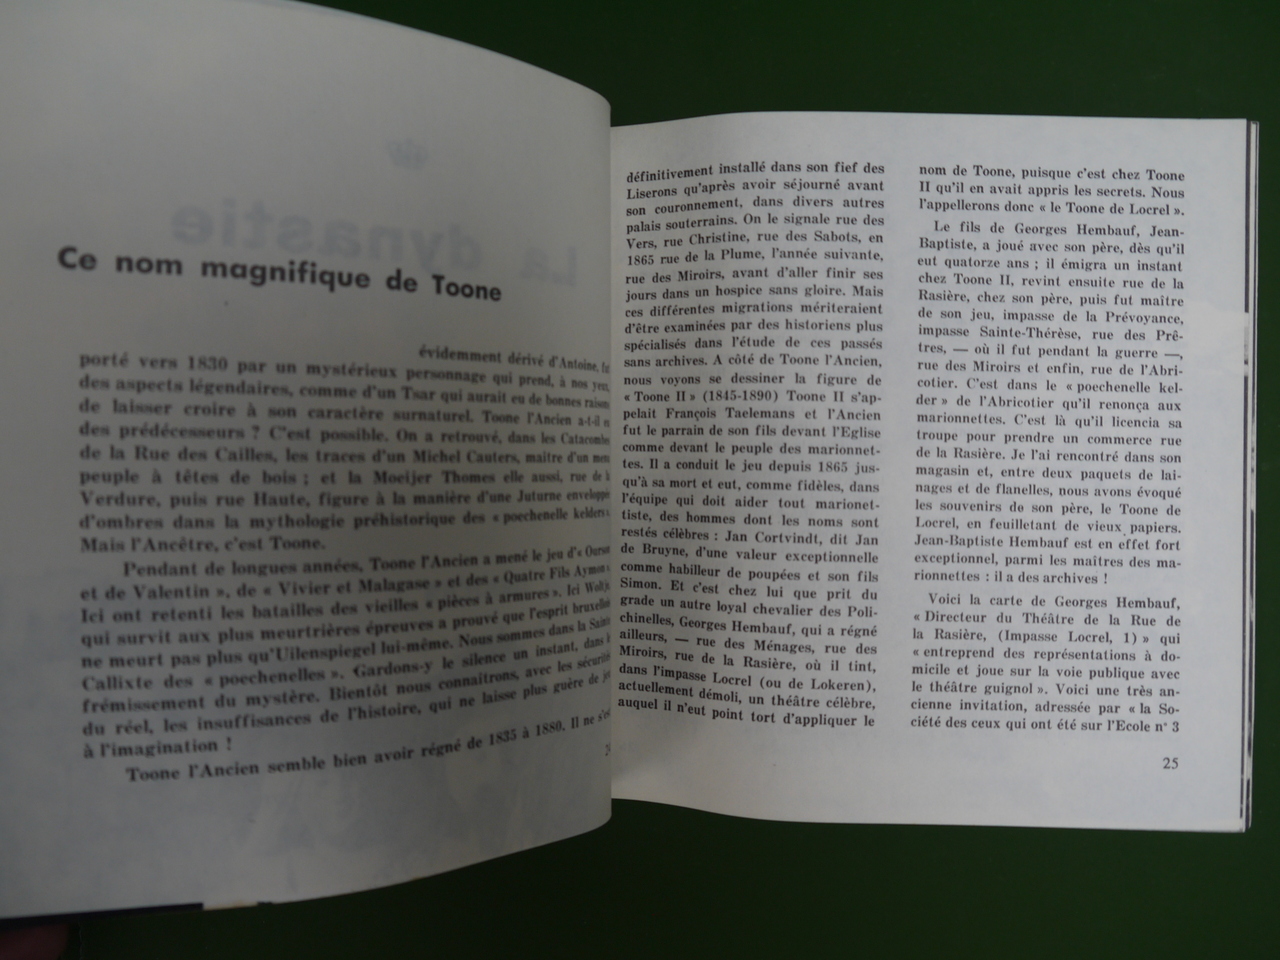 La dynastie
Ce nom magnifique de Toone
évidemment dérivé d'Antoine,
porté vers 1830 par un mystérieux personnage qui prend, à nos yeux,
des aspects légendaires, comme d'un Tsar qui aurait eu de bonnes raisons
de laisser croire à son caractère surnaturel. Toone l'Ancien a-t-il
des prédécesseurs ? C'est possible. On a retrouvé, dans les Catacombes
de la Rue des Cailles, les traces d'un Michel Cauters, maître d'un
peuple à têtes de bois ; et la Moeijer Thomes elle aussi, rue de
Verdure, puis rue Haute, figure à la manière d'une Juturne enveloppée
d'ombres dans la mythologie préhistorique des « poechenelle kelders ».
Mais l'Ancêtre, c'est Toone.
Pendant de longues années, Toone l'Ancien a mené le jeu d'« Ourson
et de Valentin », de « Vivier et Malagase » et des « Quatre Fils Aymon ».
Ici ont retenti les batailles des vieilles « pièces à armures ». Ici
qui survit aux plus meurtrières épreuves a prouvé que l'esprit
ne meurt pas plus qu'Uilenspiegel lui-même. Nous sommes dans la
Callixte des « poechenelles ». Gardons-y le silence un instant, dans
frémissement du mystère. Bientôt nous connaîtrons, avec les
du réel, les insuffisances de l'histoire, qui ne laisse plus guère de
à l'imagination !
Toone l'Ancien semble bien avoir régné de 1835 à 1880. Il ne s'est
définitivement installé dans son fief des
Liserons qu'après avoir séjourné avant
son couronnement, dans divers autres
palais souterrains. On le signale rue des
Vers, rue Christine, rue des Sabots, en
1865 rue de la Plume, l'année suivante,
rue des Miroirs, avant d'aller finir ses
jours dans un hospice sans gloire. Mais
ces différentes migrations mériteraient
d'être examinées par des historiens plus
spécialisés dans l'étude de ces passés
sans archives. A côté de Toone l'Ancien,
nous voyons se dessiner la figure de
« Toone II » (1845-1890) Toone II s'ap-
pelait François Taelemans et l'Ancien
fut le parrain de son fils devant l'Eglise
comme devant le peuple des marionnet-
tes. Il a conduit le jeu depuis 1865 jus-
qu'à sa mort et eut, comme fidèles, dans
l'équipe qui doit aider tout marionet-
tiste, des hommes dont les noms sont
restés célèbres : Jan Cortvindt, dit Jan
de Bruyne, d'une valeur exceptionnelle
comme habilleur de poupées et son fils
Simon. Et c'est chez lui que prit du
grade un autre loyal chevalier des Poli-
chinelles, Georges Hembauf, qui a régné
ailleurs, — rue des Ménages, rue des
Miroirs, rue de la Rasière, où il tint,
dans l'impasse Locrel (ou de Lokeren),
actuellement démoli, un théâtre célèbre,
auquel il n'eut point tort d'appliquer le
nom de Toone, puisque c'est chez Toone
II qu'il en avait appris les secrets. Nous
l'appellerons donc « le Toone de Locrel ».
Le fils de Georges Hembauf, Jean-
Baptiste, a joué avec son père, dès qu'il
eut quatorze ans ; il émigra un instant
chez Toone II, revint ensuite rue de la
Rasière, chez son père, puis fut maître
de son jeu, impasse de la Prévoyance,
impasse Sainte-Thérèse, rue des Prê-
tres, — où il fut pendant la guerre —,
rue des Miroirs et enfin, rue de l'Abri-
cotier. C'est dans le « poechenelle kel-
der » de l'Abricotier qu'il renonça aux
marionnettes. C'est là qu'il licencia sa
troupe pour prendre un commerce rue
de la Rasière. Je l'ai rencontré dans son
magasin et, entre deux paquets de lai-
nages et de flanelles, nous avons évoqué
les souvenirs de son père, le Toone de
Locrel, en feuilletant de vieux papiers.
Jean-Baptiste Hembauf est en effet fort
exceptionnel, parmi les maîtres des ma-
rionnettes : il a des archives !
Voici la carte de Georges Hembauf,
« Directeur du Théâtre de la Rue de
la Rasière, (Impasse Locrel, 1) » qui
« entreprend des représentations à do-
micile et joue sur la voie publique avec
le théâtre guignol ». Voici une très an-
cienne invitation, adressée par « la So-
ciété des ceux qui ont été sur l'Ecole n° 3
25